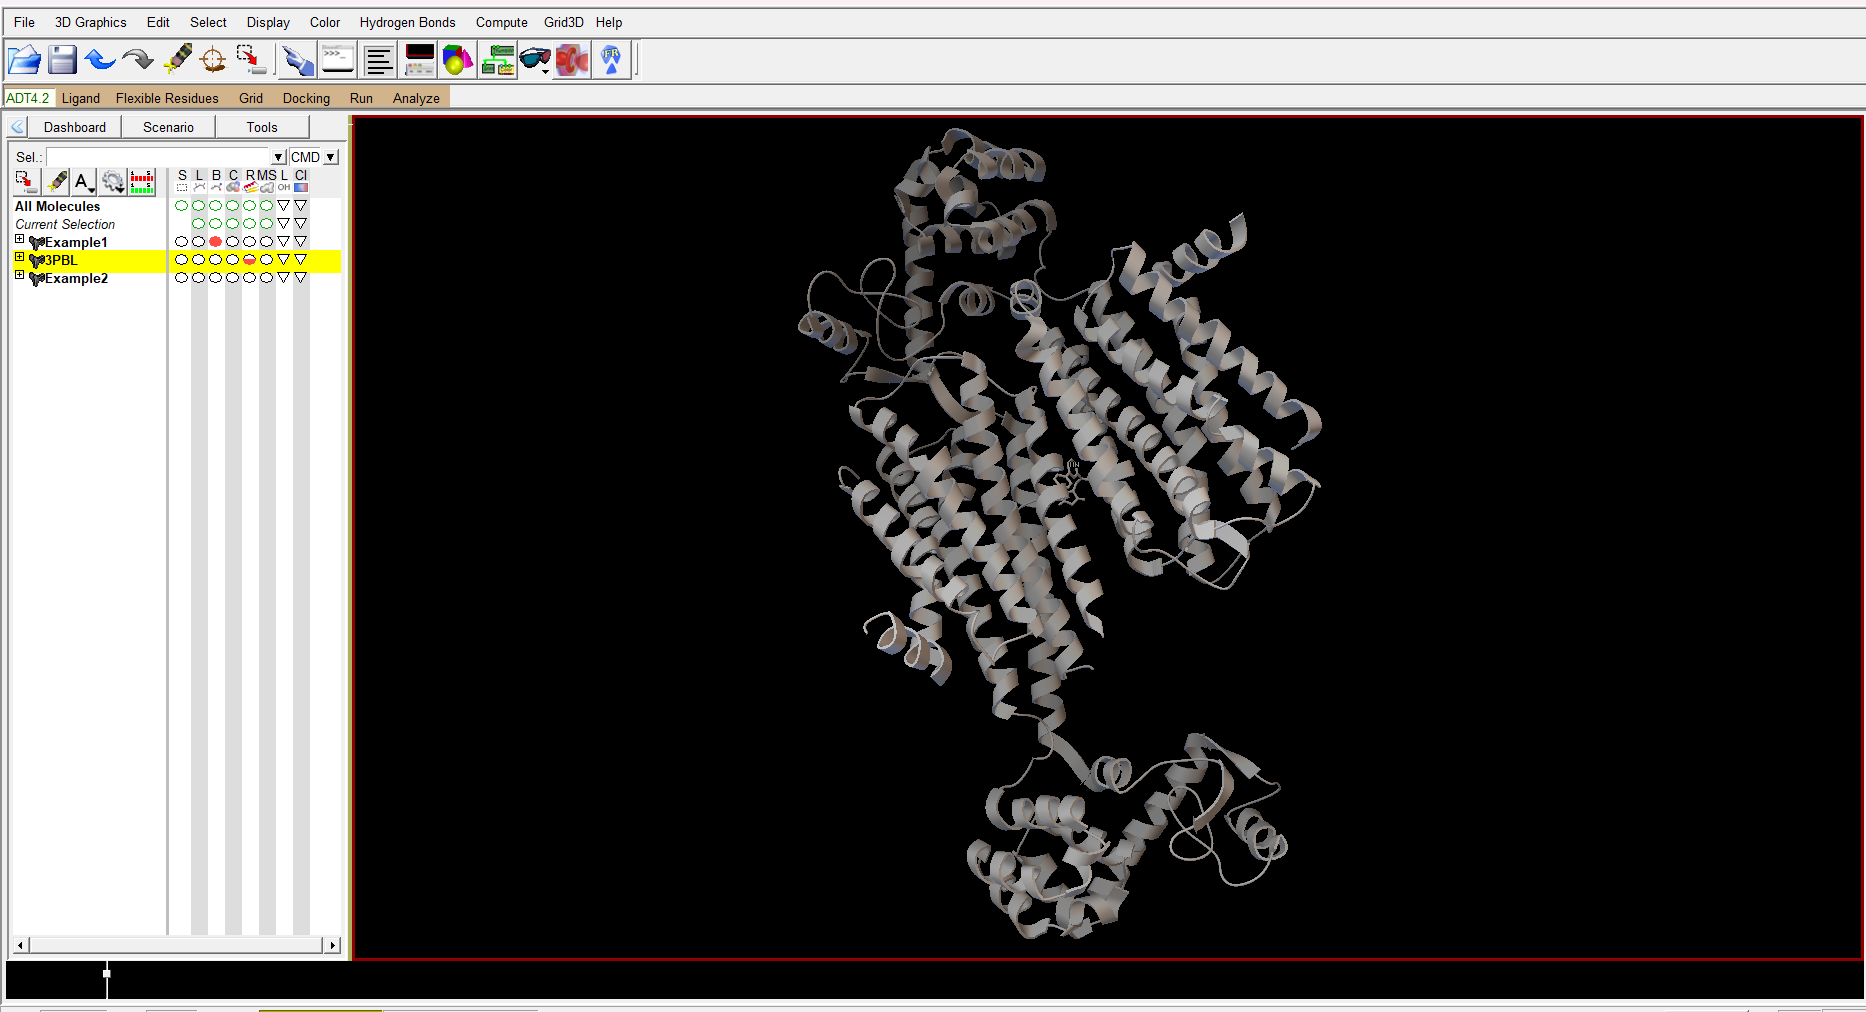 File 3D Graphics Edit Select Display Color Hydrogen Bonds Compute Grid3D Help
>>>
ADT4.2 Ligand Flexible Residues Grid Docking Run Analyze
Dashboard Scenario Tools
Sel.: CMD
A
S L B C R MS L Cl
OH
All Molecules
Current Selection
Example1
3PBL
Example2